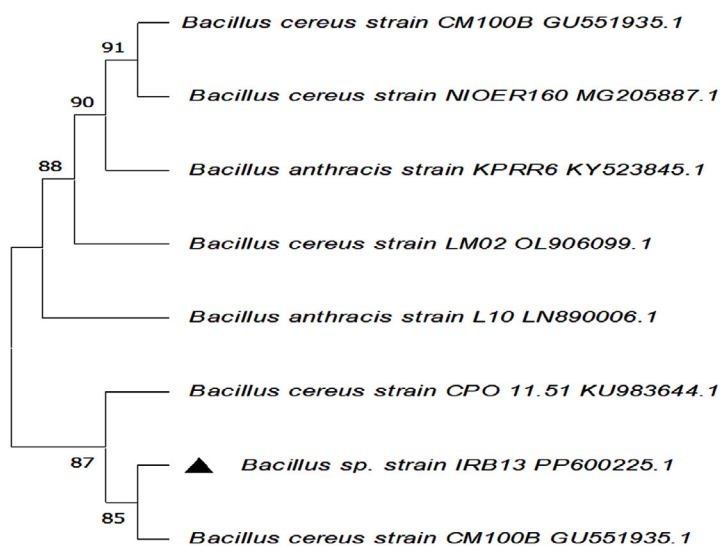 Bacillus cereus strain CM100B GU551935.1
91
Bacillus cereus strain NIOER160 MG205887.1
90
Bacillus anthracis strain KPRR6 KY523845.1
88
Bacillus cereus strain LM02 OL906099.1
Bacillus anthracis strain L10 LN890006.1
Bacillus cereus strain CPO 11.51 KU983644.1
87
Bacillus sp. strain IRB13 PP600225.1
85
Bacillus cereus strain CM100B GU551935.1